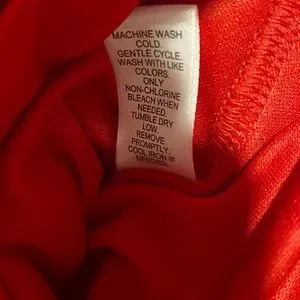 MACHINE WASH
COLD.
GENTLE CYCLE.
WASH WITH LIKE
COLORS.
ONLY
NON-CHLORINE
BLEACH WHEN
NEEDED.
TUMBLE DRY
LOW.
REMOVE
PROMPTLY.
COOL IRON IF
NEEDED.